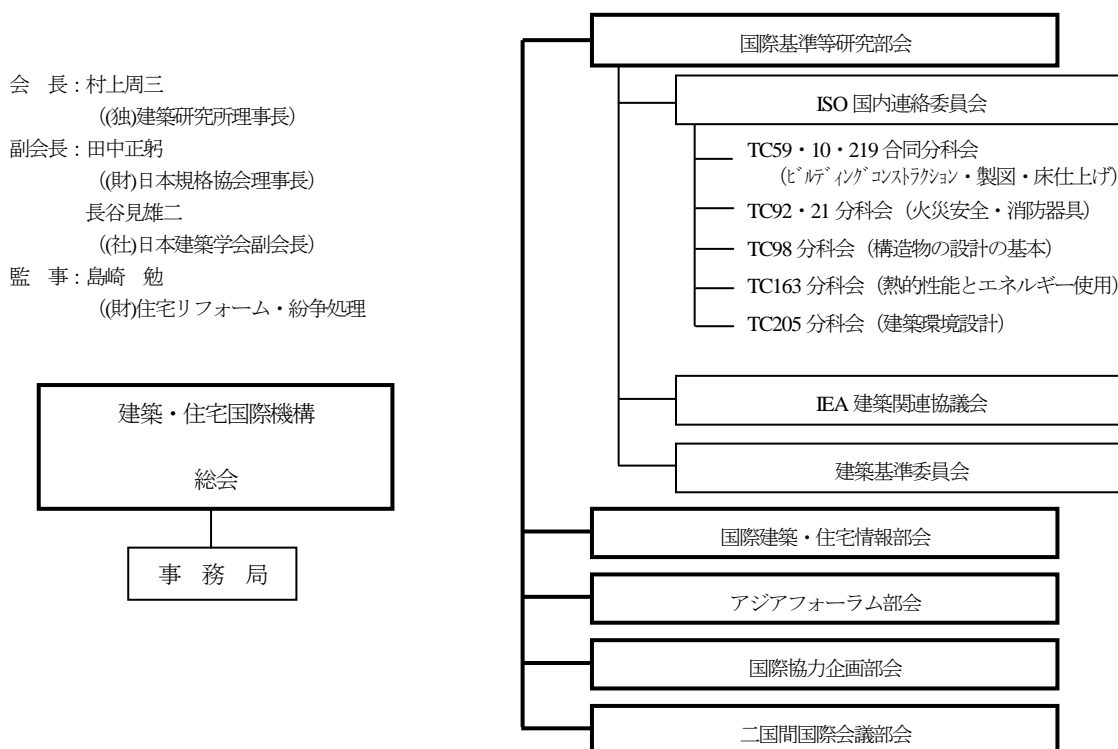 会 長：村上周三
((独)建築研究所理事長)
副会長：田中正躬
((財)日本規格協会理事長)
長谷見雄二
((社)日本建築学会副会長)
監 事：島崎 勉
((財)住宅リフォーム・紛争処理
建築・住宅国際機構
総会
事 務 局
国際基準等研究部会
ISO 国内連絡委員会
TC59・10・219 合同分科会
(ﾋﾞﾙﾃﾞｨﾝｸﾞｺﾝｽﾄﾗｸｼｮﾝ・製図・床仕上げ)
TC92・21 分科会（火災安全・消防器具）
TC98 分科会（構造物の設計の基本）
TC163 分科会（熱的性能とエネルギー使用）
TC205 分科会（建築環境設計）
IEA 建築関連協議会
建築基準委員会
国際建築・住宅情報部会
アジアフォーラム部会
国際協力企画部会
二国間国際会議部会